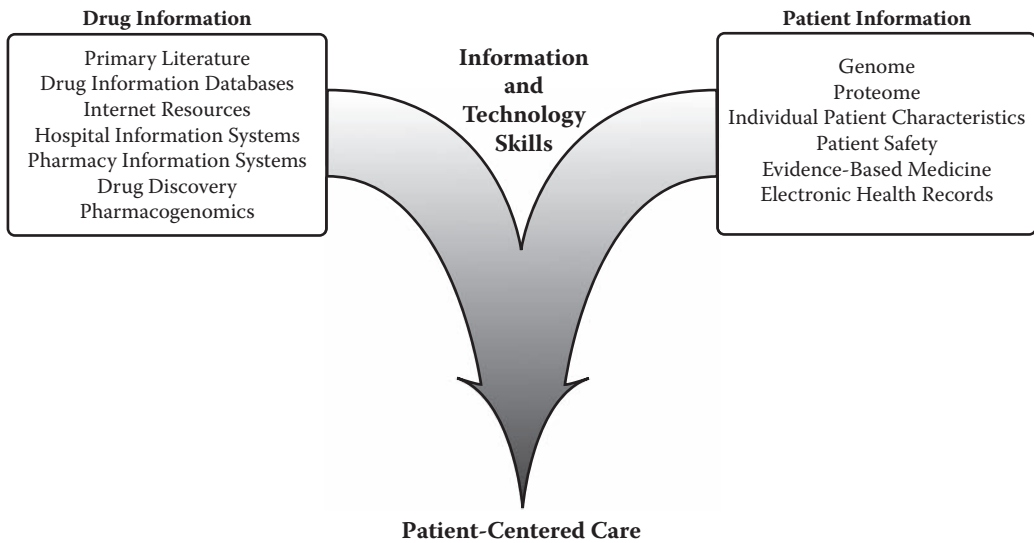 Drug Information
Primary Literature
Drug Information Databases
Internet Resources
Hospital Information Systems
Pharmacy Information Systems
Drug Discovery
Pharmacogenomics
Information
and
Technology
Skills
Patient Information
Genome
Proteome
Individual Patient Characteristics
Patient Safety
Evidence-Based Medicine
Electronic Health Records
Patient-Centered Care